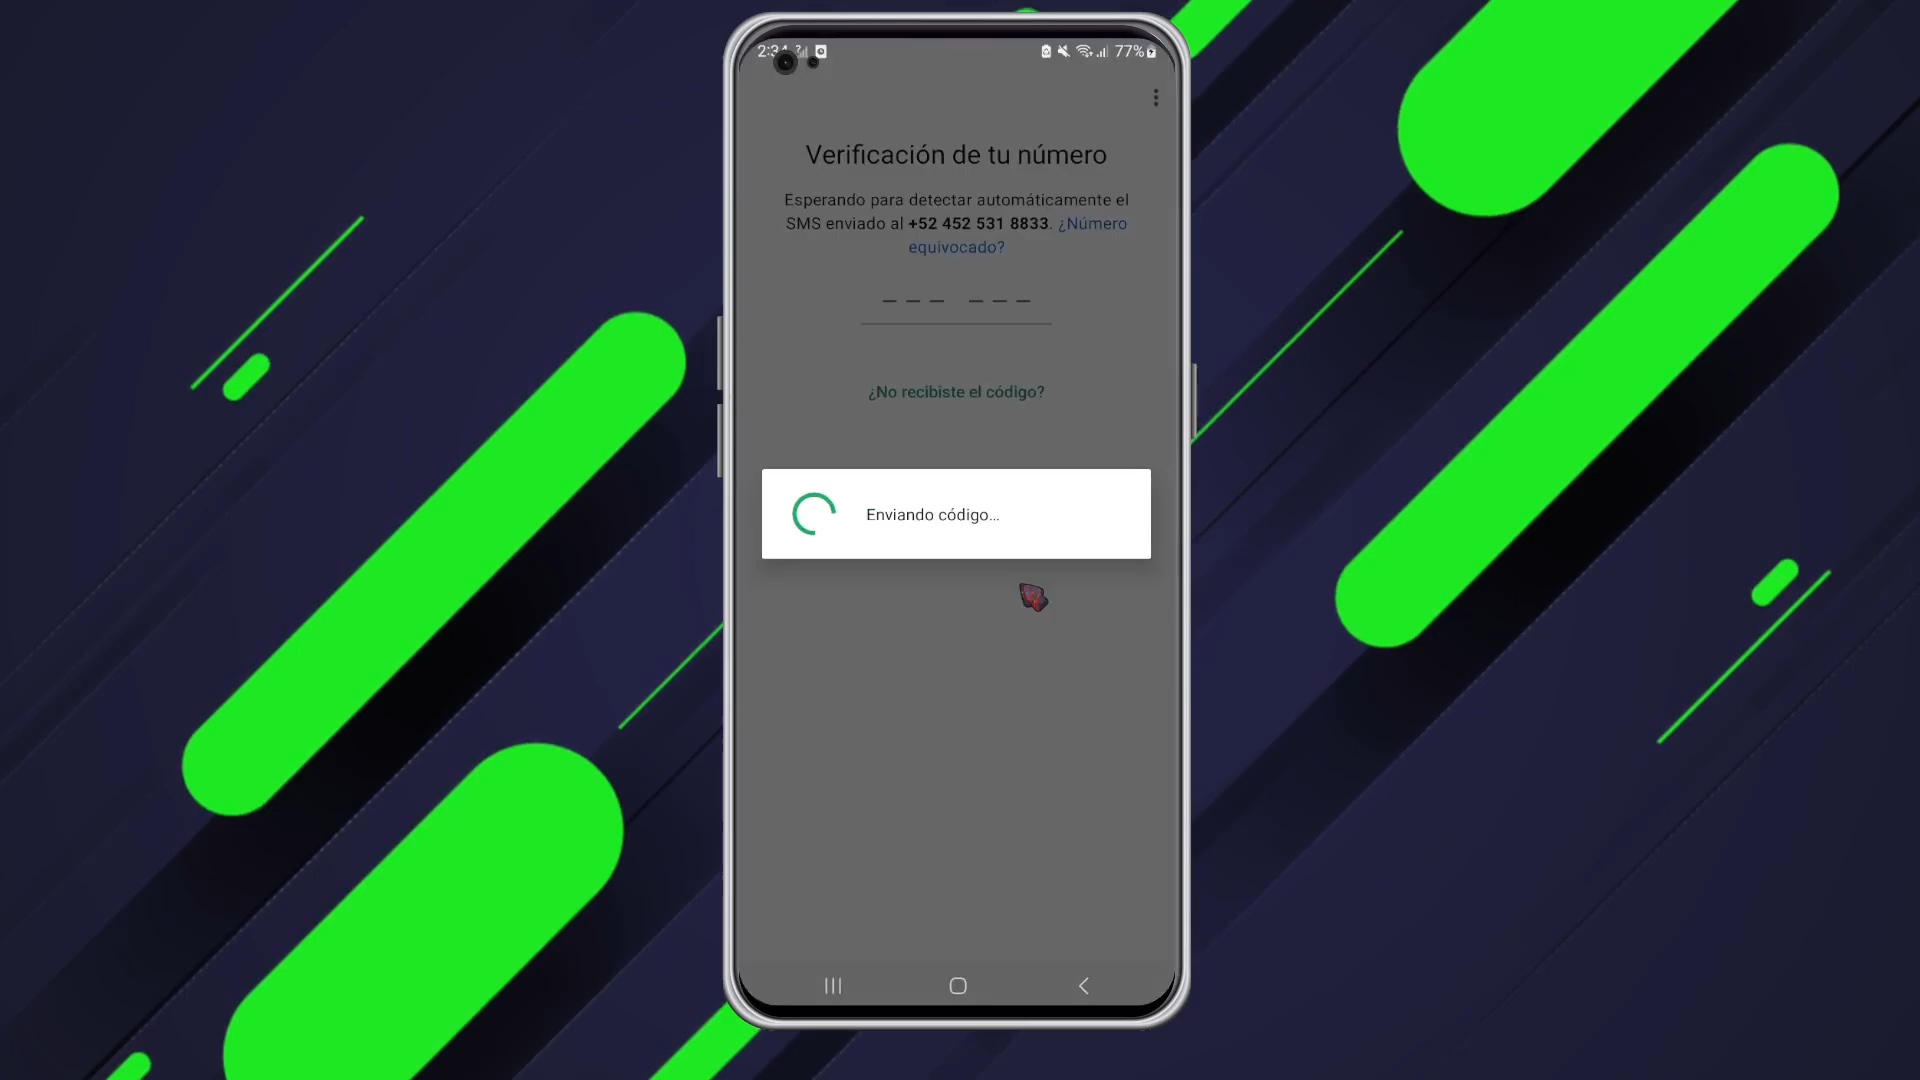 2:34
77%
Verificación de tu número
Esperando para detectar automáticamente el
SMS enviado al +52 452 531 8833. ¿Número
equivocado?
¿No recibiste el código?
Enviando código...